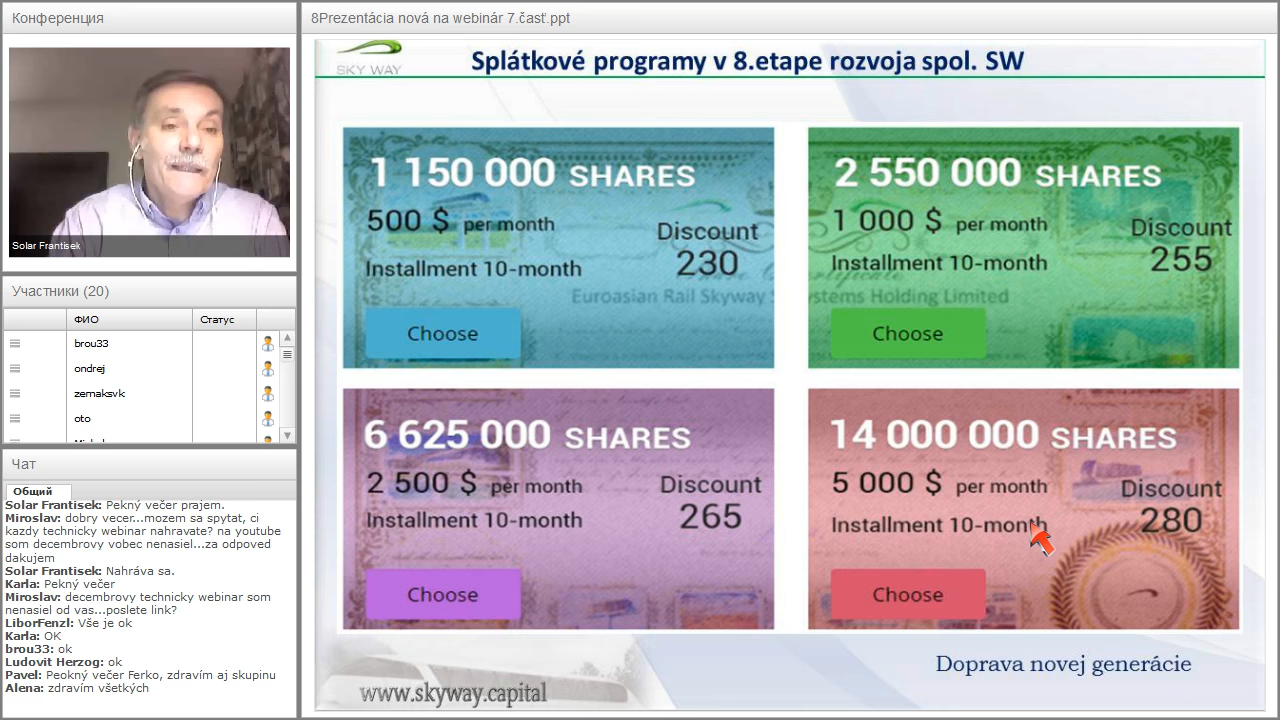 Конференция
Solar Frantisek
Участники (20)
ФИО
Статус
brou33
ondrej
zemaksvk
oto
Чат
Общий
Solar Frantisek: Pekný večer prajem.
Miroslav: dobry vecer...mozem sa spytat, ci
kazdy technicky webinar nahravate? na youtube
som decembrovy vobec nenasiel...za odpoved
dakujem
Solar Frantisek: Nahráva sa.
Karla: Pekný večer
Miroslav: decembrovy technicky webinar som
nenasiel od vas...poslete link?
LiborFenzl: Vše je ok
Karla: OK
brou33: ok
Ludovit Herzog: ok
Pavel: Peokný večer Ferko, zdravím aj skupinu
Alena: zdravím všetkých
8Prezentácia nová na webinár 7.časť.ppt
SKY WAY
Splátkové programy v 8.etape rozvoja spol. SW
1 150 000 SHARES
500 $ per month
Discount
230
Installment 10-month
Choose
2 550 000 SHARES
1 000 $ per month
Discount
255
Installment 10-month
Choose
Euroasian Rail Skyway Systems Holding Limited
6 625 000 SHARES
2 500 $ per month
Discount
265
Installment 10-month
Choose
14 000 000 SHARES
5 000 $ per month
Discount
280
Installment 10-month
Choose
Doprava novej generácie
www.skyway.capital